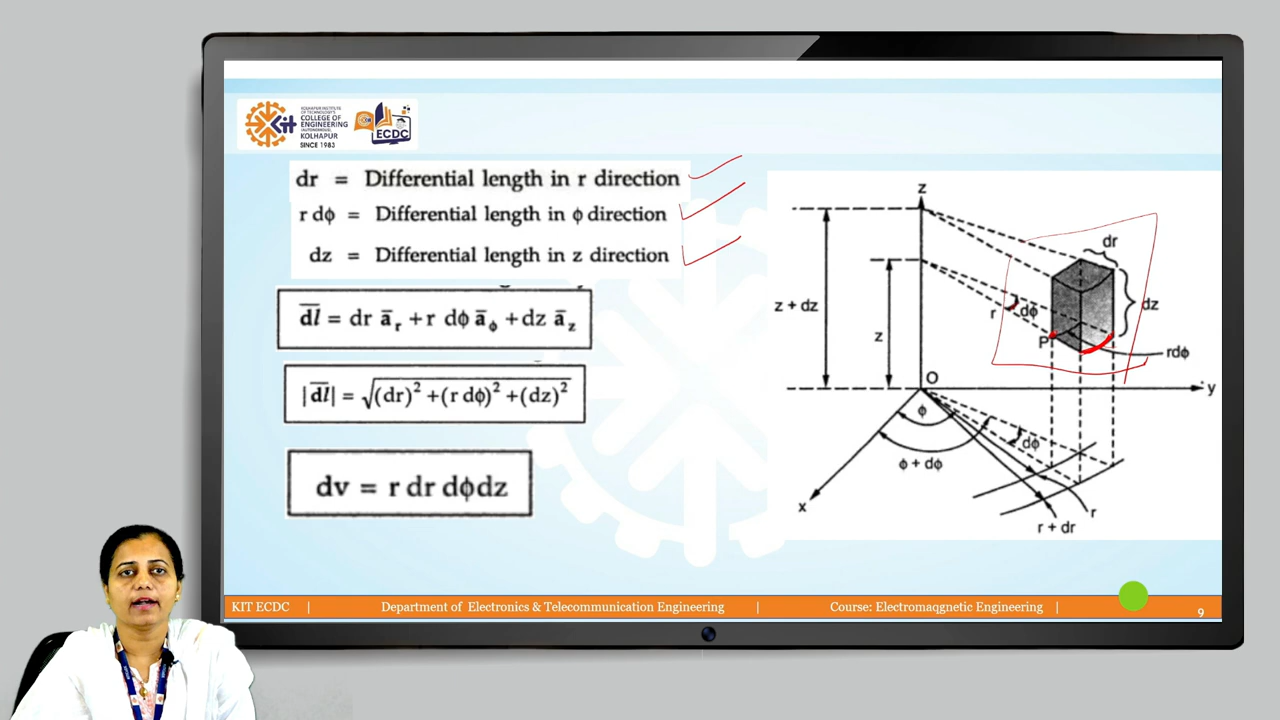 KOLHAPUR INSTITUTE
OF TECHNOLOGY'S
COLLEGE OF
ENGINEERING
(AUTONOMOUS),
KOLHAPUR
SINCE 1983
KIT
ECDC
dr = Differential length in r direction
r dϕ = Differential length in ϕ direction
dz = Differential length in z direction
d̅l̅ = dr a̅r + r dϕ a̅ϕ + dz a̅z
|d̅l̅| = √(dr)² + (r dϕ)² + (dz)²
dv = r dr dϕdz
z
dr
z + dz
r
dϕ
dz
z
P
rdϕ
O
y
ϕ
dϕ
ϕ + dϕ
x
r
r + dr
KIT ECDC | Department of Electronics & Telecommunication Engineering | Course: Electromaqgnetic Engineering |
9